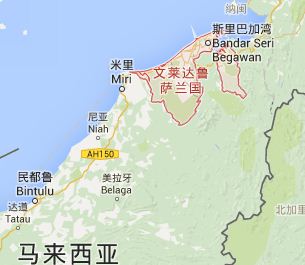 纳闽
斯里巴加湾
Bandar Seri
Begawan
米里
Miri
文莱达鲁
萨兰国
尼亚
Niah
AH150
民都鲁
Bintulu
美拉牙
Belaga
达道
Tatau
北加里
马来西亚